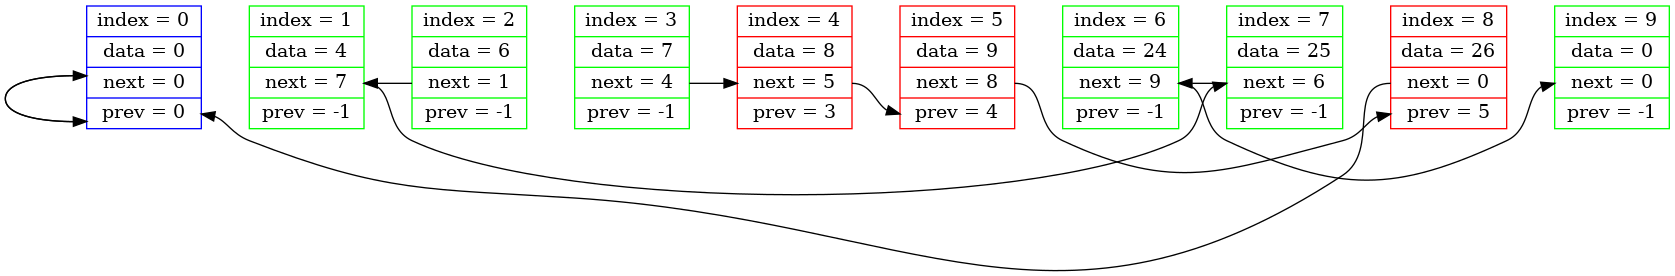 index = 0
data = 0
next = 0
prev = 0
index = 1
data = 4
next = 7
prev = -1
index = 2
data = 6
next = 1
prev = -1
index = 3
data = 7
next = 4
prev = -1
index = 4
data = 8
next = 5
prev = 3
index = 5
data = 9
next = 8
prev = 4
index = 6
data = 24
next = 9
prev = -1
index = 7
data = 25
next = 6
prev = -1
index = 8
data = 26
next = 0
prev = 5
index = 9
data = 0
next = 0
prev = -1